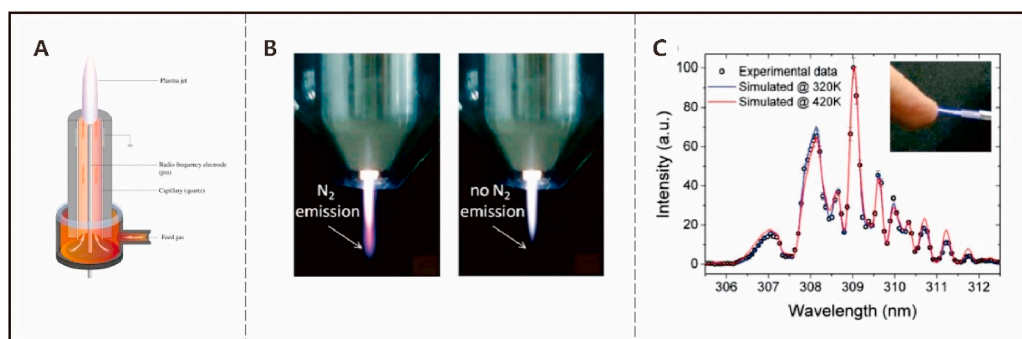 A
Plasma jet
Radio frequency electrode
(pin)
Capillary (quartz)
Feed gas
B
N2
emission
no N2
emission
C
Experimental data
Simulated @ 320K
Simulated @ 420K
Intensity (a.u.)
100
80
60
40
20
0
306 307 308 309 310 311 312
Wavelength (nm)